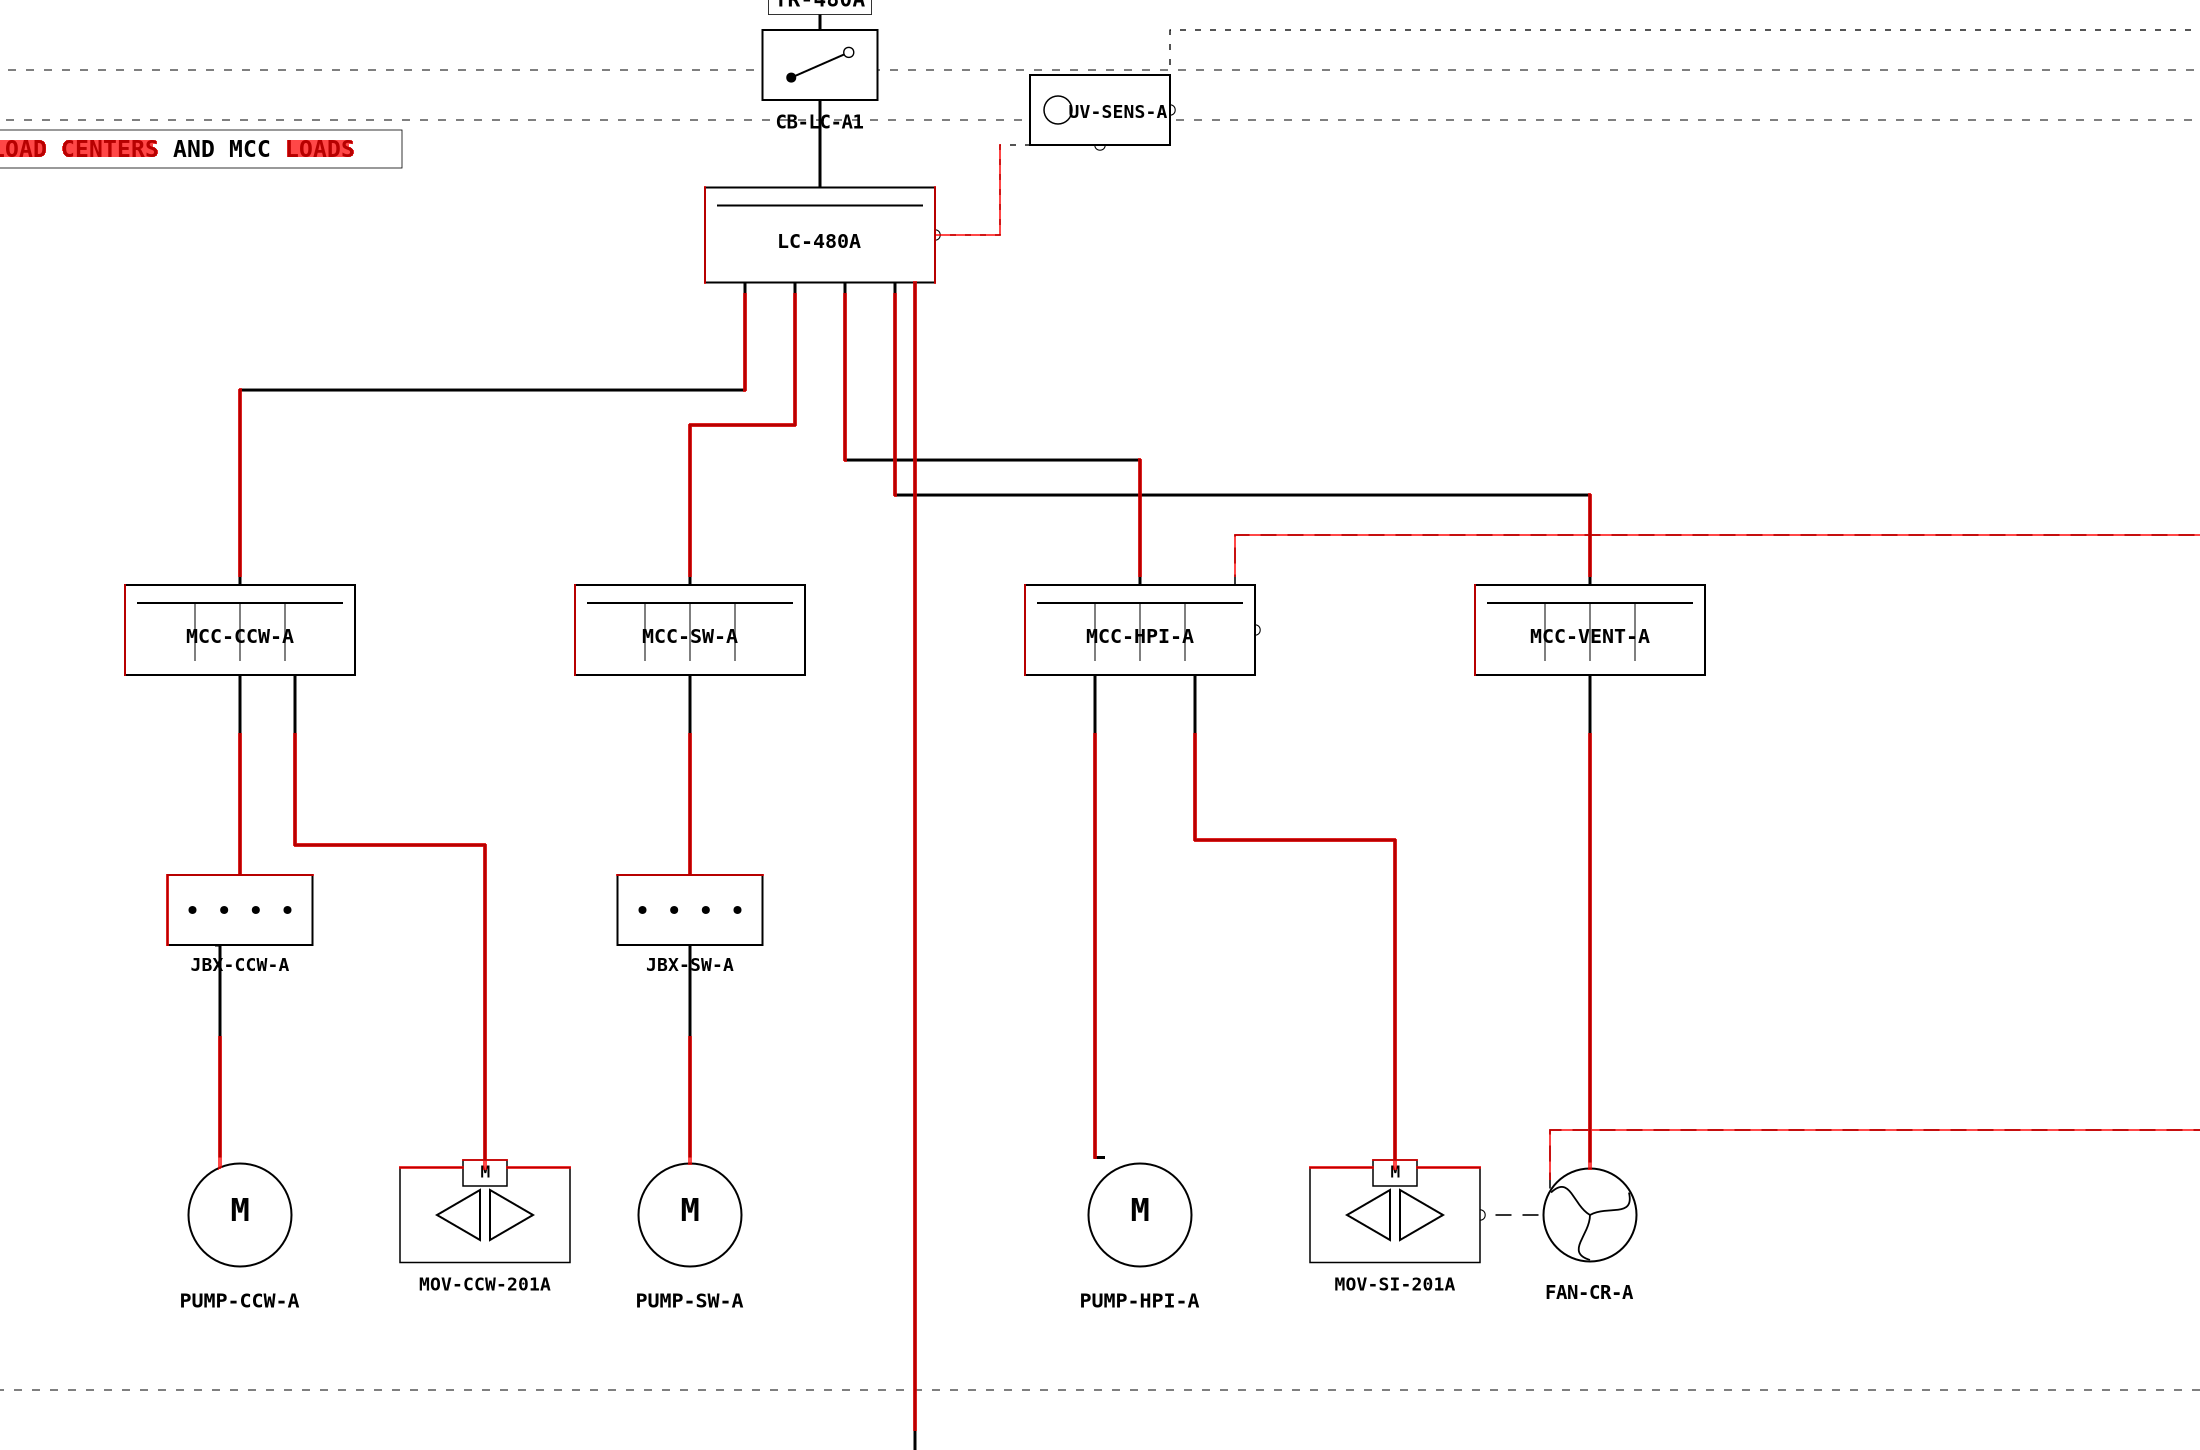 TR-480A
CB-LC-A1
UV-SENS-A
LOAD CENTERS AND MCC LOADS
LC-480A
MCC-CCW-A
MCC-SW-A
MCC-HPI-A
MCC-VENT-A
JBX-CCW-A
JBX-SW-A
M
M
M
M
M
MOV-CCW-201A
MOV-SI-201A
FAN-CR-A
PUMP-CCW-A
PUMP-SW-A
PUMP-HPI-A